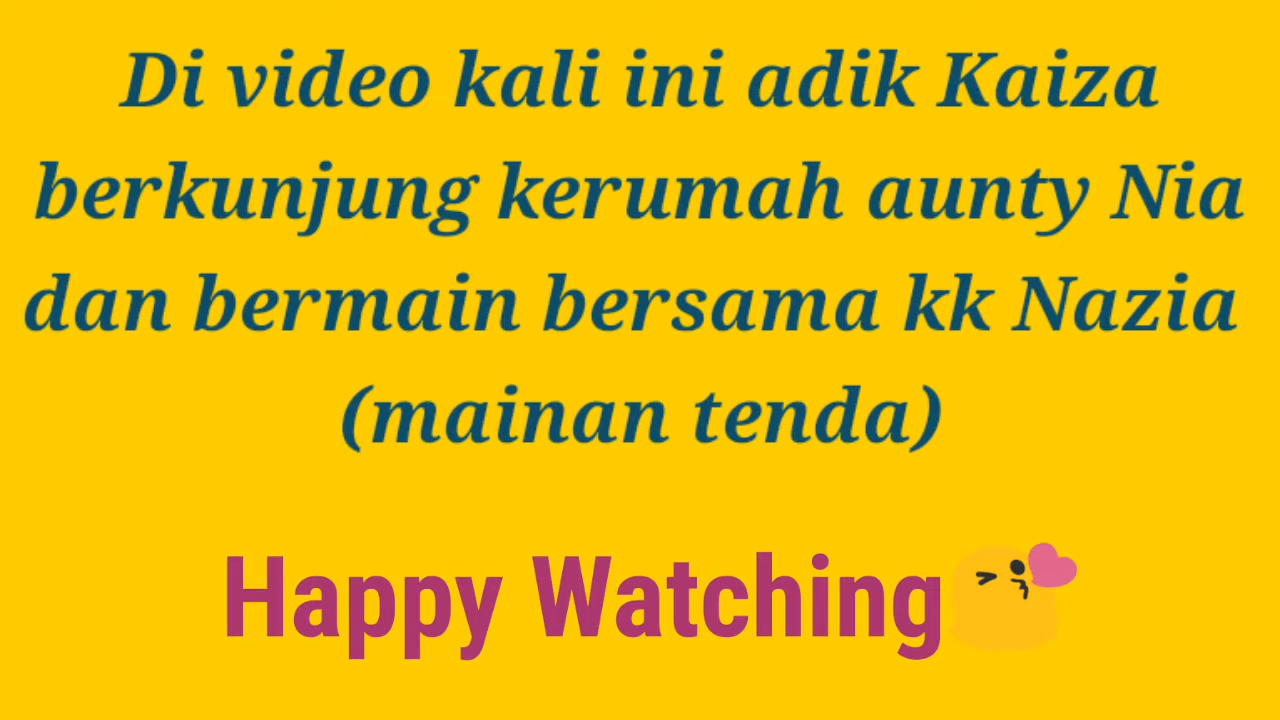 Di video kali ini adik Kaiza
berkunjung kerumah aunty Nia
dan bermain bersama kk Nazia
(mainan tenda)
Happy Watching😘